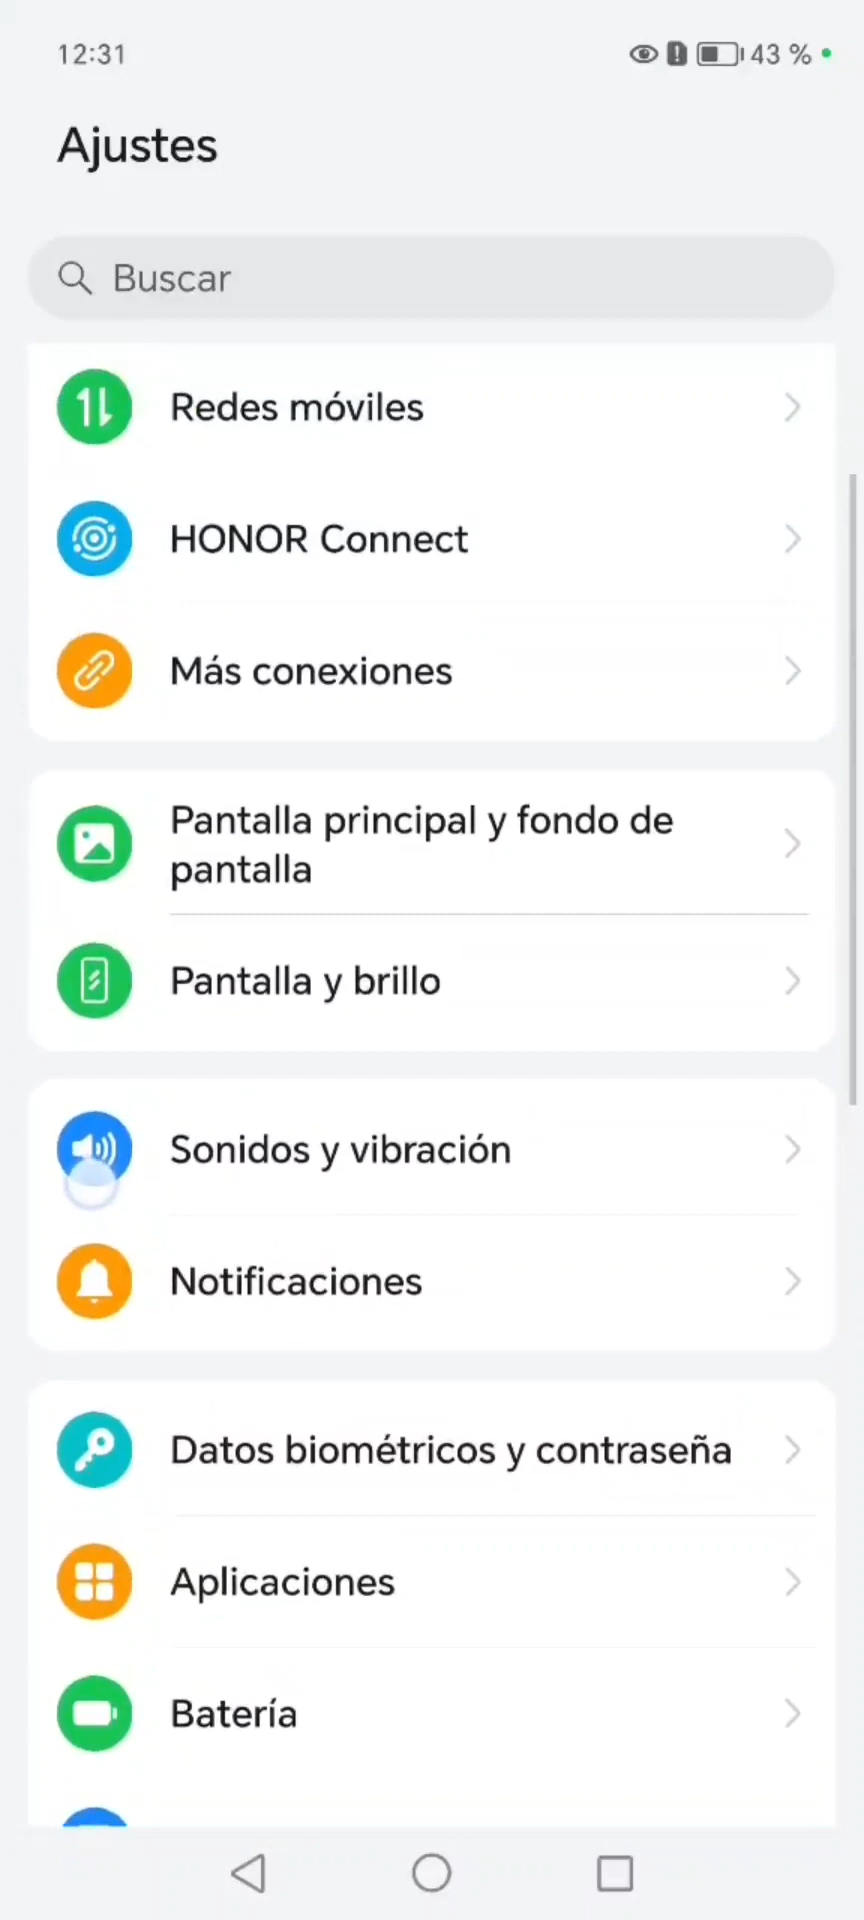 12:31
43 %
Ajustes
Buscar
Redes móviles
HONOR Connect
Más conexiones
Pantalla principal y fondo de
pantalla
Pantalla y brillo
Sonidos y vibración
Notificaciones
Datos biométricos y contraseña
Aplicaciones
Batería